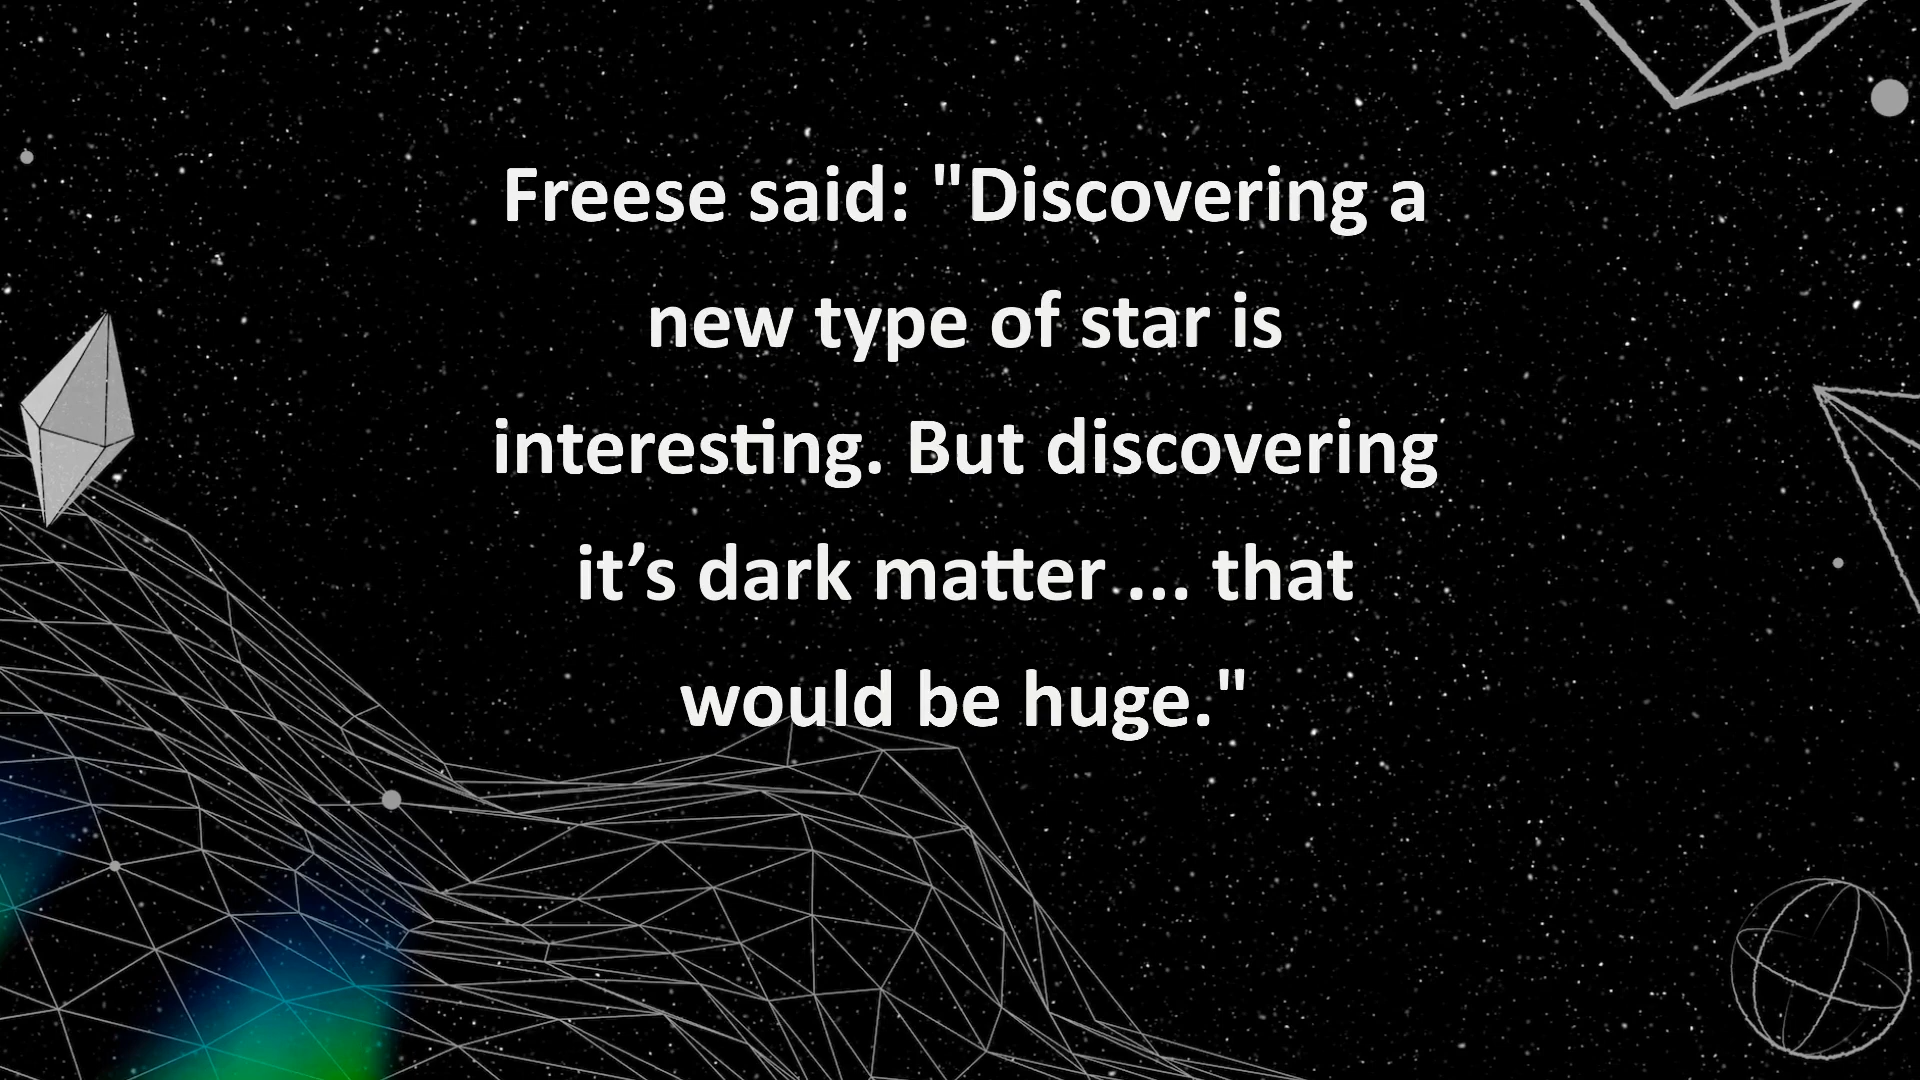 Freese said: "Discovering a
new type of star is
interesting. But discovering
it’s dark matter ... that
would be huge."